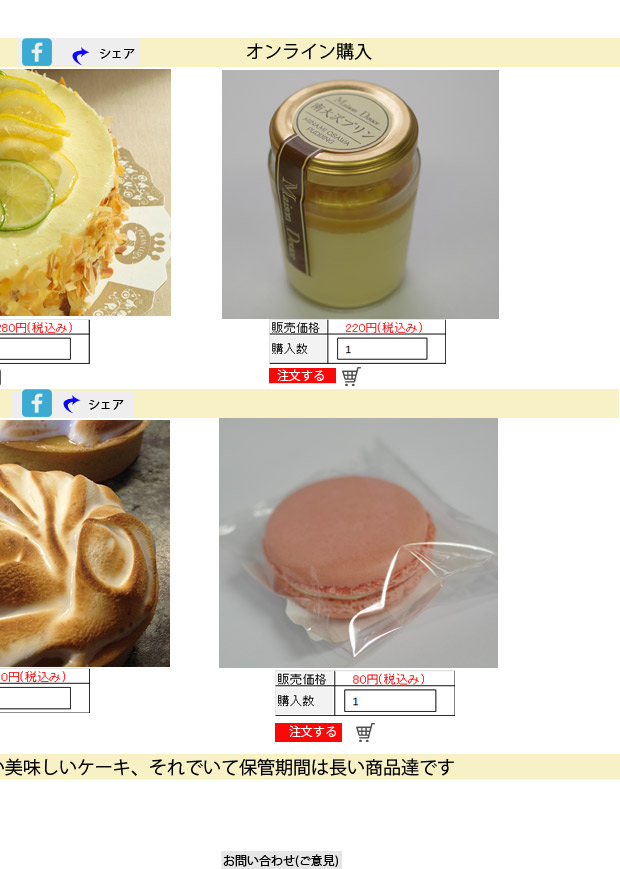 シェア
オンライン購入
Maison Douce
南大沢プリン
MINAMI OSAWA
PUDDING
Maison Douce
280円(税込み)
販売価格 220円(税込み)
購入数 1
注文する
シェア
0円(税込み)
販売価格 80円(税込み)
購入数 1
注文する
美味しいケーキ、それでいて保管期間は長い商品達です
お問い合わせ(ご意見)